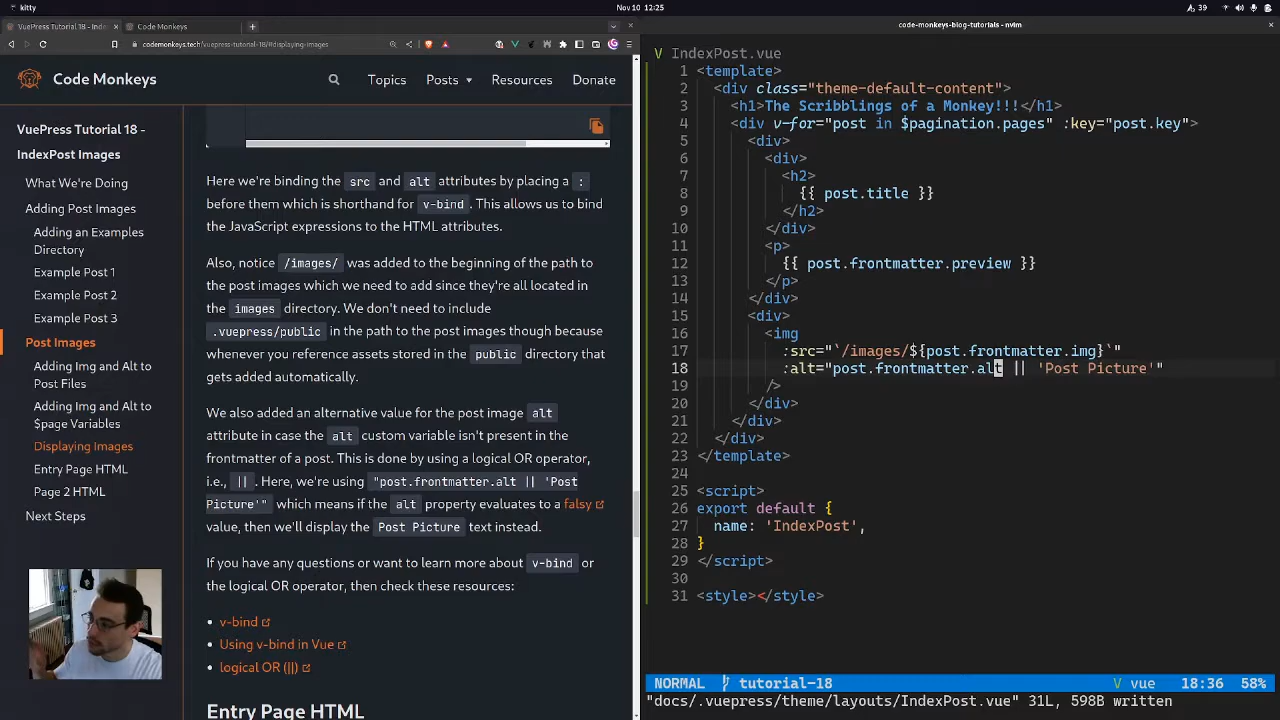 kitty
Nov 10 12:25
39
VuePress Tutorial 18 - Inde
Code Monkeys
codemonkeys.tech/vuepress-tutorial-18/#displaying-images
Code Monkeys
Topics
Posts
Resources
Donate
VuePress Tutorial 18 -
IndexPost Images
What We're Doing
Adding Post Images
Adding an Examples
Directory
Example Post 1
Example Post 2
Example Post 3
Post Images
Adding Img and Alt to
Post Files
Adding Img and Alt to
$page Variables
Displaying Images
Entry Page HTML
Page 2 HTML
Next Steps
Here we're binding the src and alt attributes by placing a :
before them which is shorthand for v-bind. This allows us to bind
the JavaScript expressions to the HTML attributes.
Also, notice /images/ was added to the beginning of the path to
the post images which we need to add since they're all located in
the images directory. We don't need to include
.vuepress/public in the path to the post images though because
whenever you reference assets stored in the public directory that
gets added automatically.
We also added an alternative value for the post image alt
attribute in case the alt custom variable isn't present in the
frontmatter of a post. This is done by using a logical OR operator,
i.e., ||. Here, we're using "post.frontmatter.alt || 'Post
Picture'" which means if the alt property evaluates to a falsy
value, then we'll display the Post Picture text instead.
If you have any questions or want to learn more about v-bind or
the logical OR operator, then check these resources:
• v-bind
• Using v-bind in Vue
• logical OR (||)
Entry Page HTML
code-monkeys-blog-tutorials - nvim
IndexPost.vue
1 <template>
2 <div class="theme-default-content">
3 <h1>The Scribblings of a Monkey!!!</h1>
4 <div v-for="post in $pagination.pages" :key="post.key">
5 <div>
6 <div>
7 <h2>
8 {{ post.title }}
9 </h2>
10 </div>
11 <p>
12 {{ post.frontmatter.preview }}
13 </p>
14 </div>
15 <div>
16 <img
17 :src="`/images/${post.frontmatter.img}`"
18 :alt="post.frontmatter.alt || 'Post Picture'"
19 />
20 </div>
21 </div>
22 </div>
23 </template>
24
25 <script>
26 export default {
27 name: 'IndexPost',
28 }
29 </script>
30
31 <style></style>
NORMAL tutorial-18 vue 18:36 58%
"docs/.vuepress/theme/layouts/IndexPost.vue" 31L, 598B written